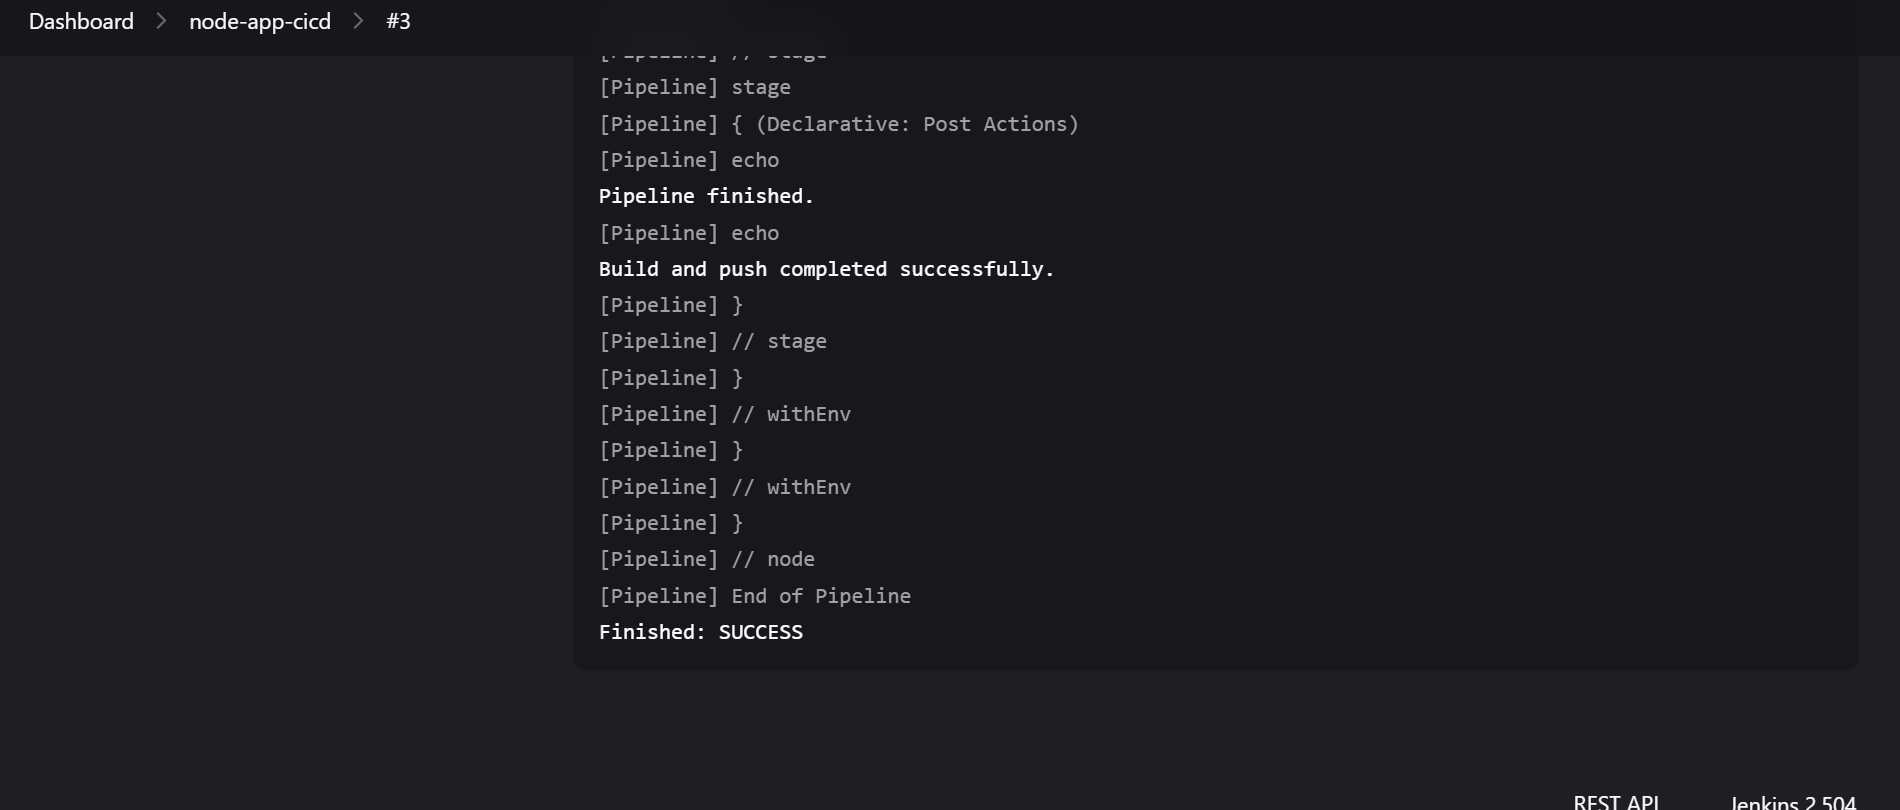 Dashboard > node-app-cicd > #3
[Pipeline] // stage
[Pipeline] stage
[Pipeline] { (Declarative: Post Actions)
[Pipeline] echo
Pipeline finished.
[Pipeline] echo
Build and push completed successfully.
[Pipeline] }
[Pipeline] // stage
[Pipeline] }
[Pipeline] // withEnv
[Pipeline] }
[Pipeline] // withEnv
[Pipeline] }
[Pipeline] // node
[Pipeline] End of Pipeline
Finished: SUCCESS
REST API Jenkins 2.504